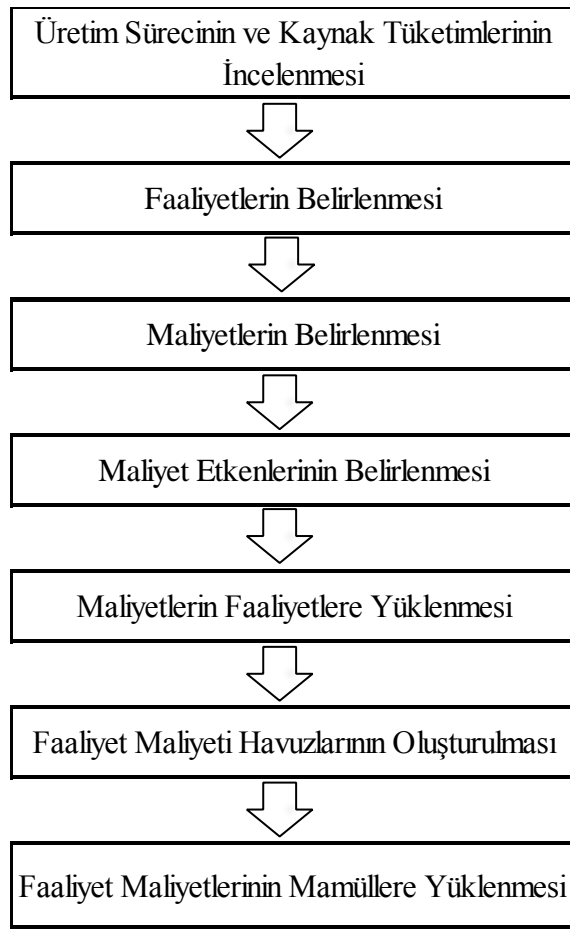 Üretim Sürecinin ve Kaynak Tüketimlerinin
İncelenmesi
Faaliyetlerin Belirlenmesi
Maliyetlerin Belirlenmesi
Maliyet Etkenlerinin Belirlenmesi
Maliyetlerin Faaliyetlere Yüklenmesi
Faaliyet Maliyeti Havuzlarının Oluşturulması
Faaliyet Maliyetlerinin Mamüllere Yüklenmesi